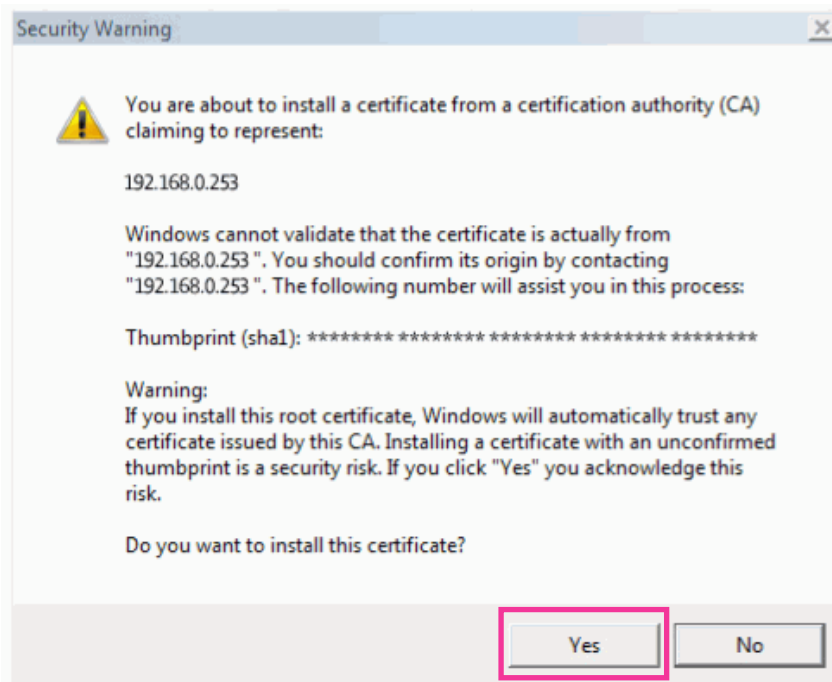 Security Warning
You are about to install a certificate from a certification authority (CA)
claiming to represent:
192.168.0.253
Windows cannot validate that the certificate is actually from
"192.168.0.253 ". You should confirm its origin by contacting
"192.168.0.253 ". The following number will assist you in this process:
Thumbprint (sha1): ******** ******** ******** ******** ********
Warning:
If you install this root certificate, Windows will automatically trust any
certificate issued by this CA. Installing a certificate with an unconfirmed
thumbprint is a security risk. If you click "Yes" you acknowledge this
risk.
Do you want to install this certificate?
Yes No